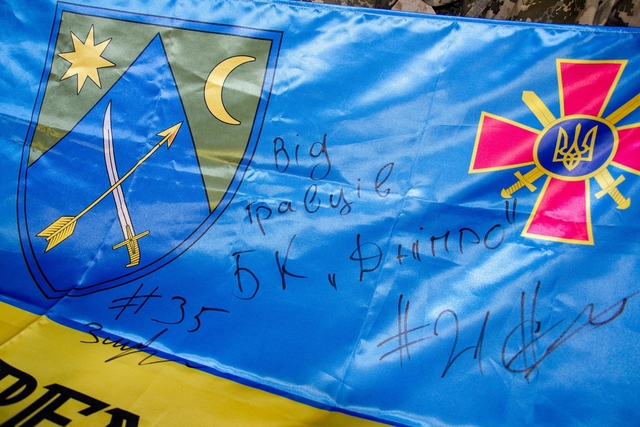 Від
гравців
БК „Дніпро"
#35
#21